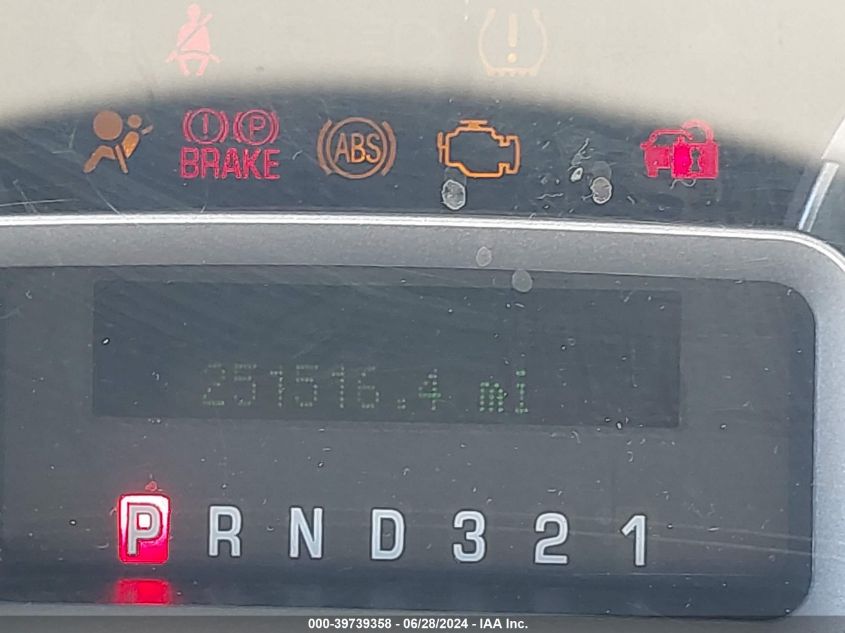 ! P
BRAKE ABS
251516.4 mi
P R N D 3 2 1
000-39739358 - 06/28/2024 - IAA Inc.